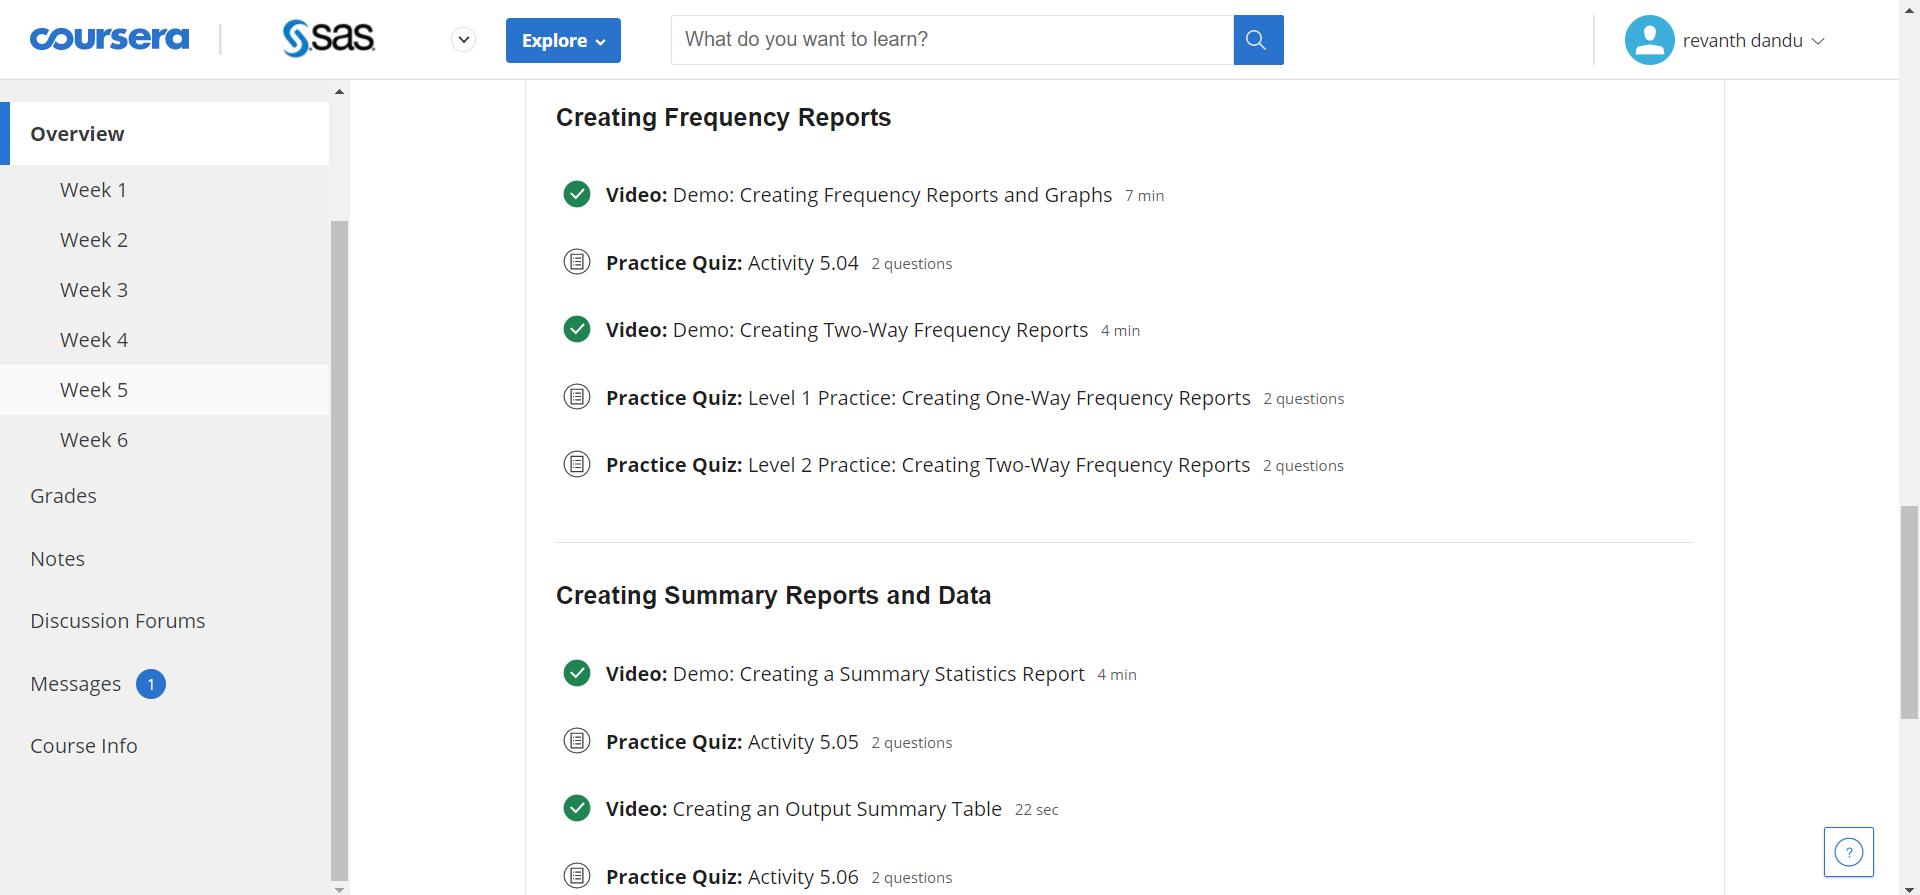 coursera
sas
Explore
What do you want to learn?
revanth dandu
Overview
Week 1
Week 2
Week 3
Week 4
Week 5
Week 6
Grades
Notes
Discussion Forums
Messages 1
Course Info
Creating Frequency Reports
Video: Demo: Creating Frequency Reports and Graphs 7 min
Practice Quiz: Activity 5.04 2 questions
Video: Demo: Creating Two-Way Frequency Reports 4 min
Practice Quiz: Level 1 Practice: Creating One-Way Frequency Reports 2 questions
Practice Quiz: Level 2 Practice: Creating Two-Way Frequency Reports 2 questions
Creating Summary Reports and Data
Video: Demo: Creating a Summary Statistics Report 4 min
Practice Quiz: Activity 5.05 2 questions
Video: Creating an Output Summary Table 22 sec
Practice Quiz: Activity 5.06 2 questions
?